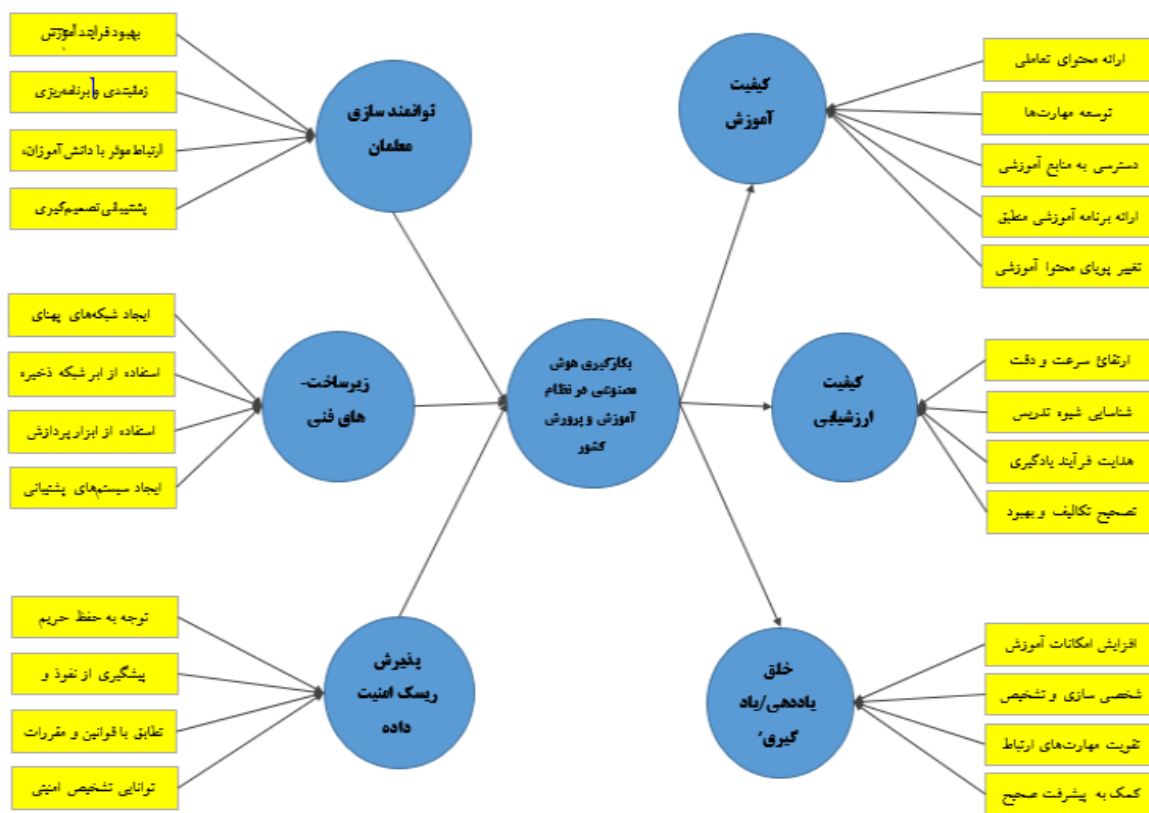 کیفیت
آموزش
ارائه محتوای تعاملی
توسعه مهارت‌ها
دسترسی به منابع آموزشی
ارائه برنامه آموزشی منطبق
تغییر پویای محتوا آموزشی
کیفیت
ارزشیابی
ارتقائ سرعت و دقت
شناسایی شیوه تدریس
هدایت فرآیند یادگیری
تصحیح تکالیف و بهبود
خلق
یاددهی/یاد
گیری
افزایش امکانات آموزش
شخصی سازی و تشخیص
تقویت مهارت‌های ارتباط
کمک به پیشرفت صحیح
بکارگیری هوش
مصنوعی در نظام
آموزش و پرورش
کشور
توانمند سازی
معلمان
بهبود فرایند آموزش
زمانبندی و برنامه‌ریزی
ارتباط موثر با دانش‌آموزان،
پشتیبانی تصمیم‌گیری
زیرساخت-
های فنی
ایجاد شبکه‌های پهنای
استفاده از ابر شبکه ذخیره
استفاده از ابزار پردازش
ایجاد سیستم‌های پشتیبانی
پذیرش
ریسک امنیت
داده
توجه به حفظ حریم
پیشگیری از نفوذ و
تطابق با قوانین و مقررات
توانایی تشخیص امنیتی